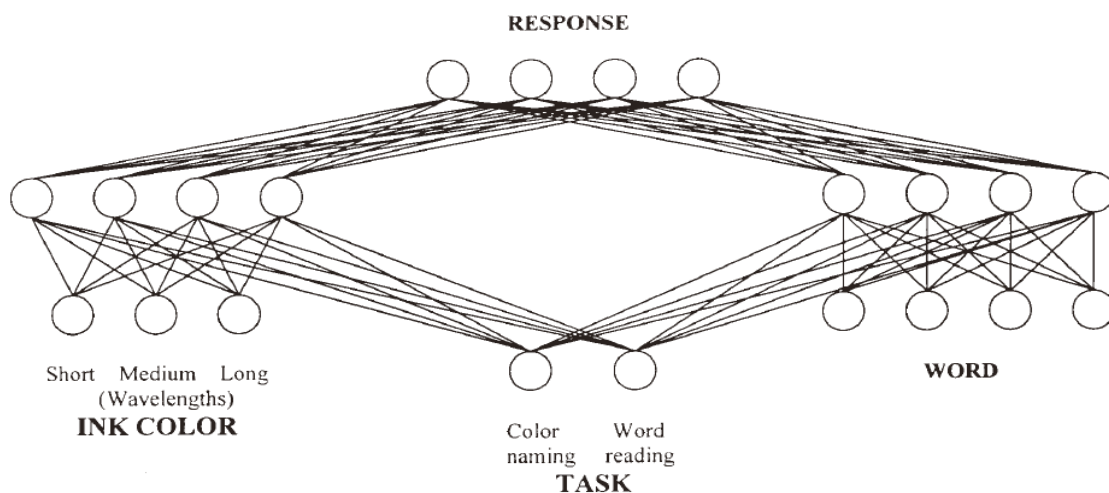 RESPONSE
Short Medium Long
(Wavelengths)
INK COLOR
WORD
Color Word
naming reading
TASK